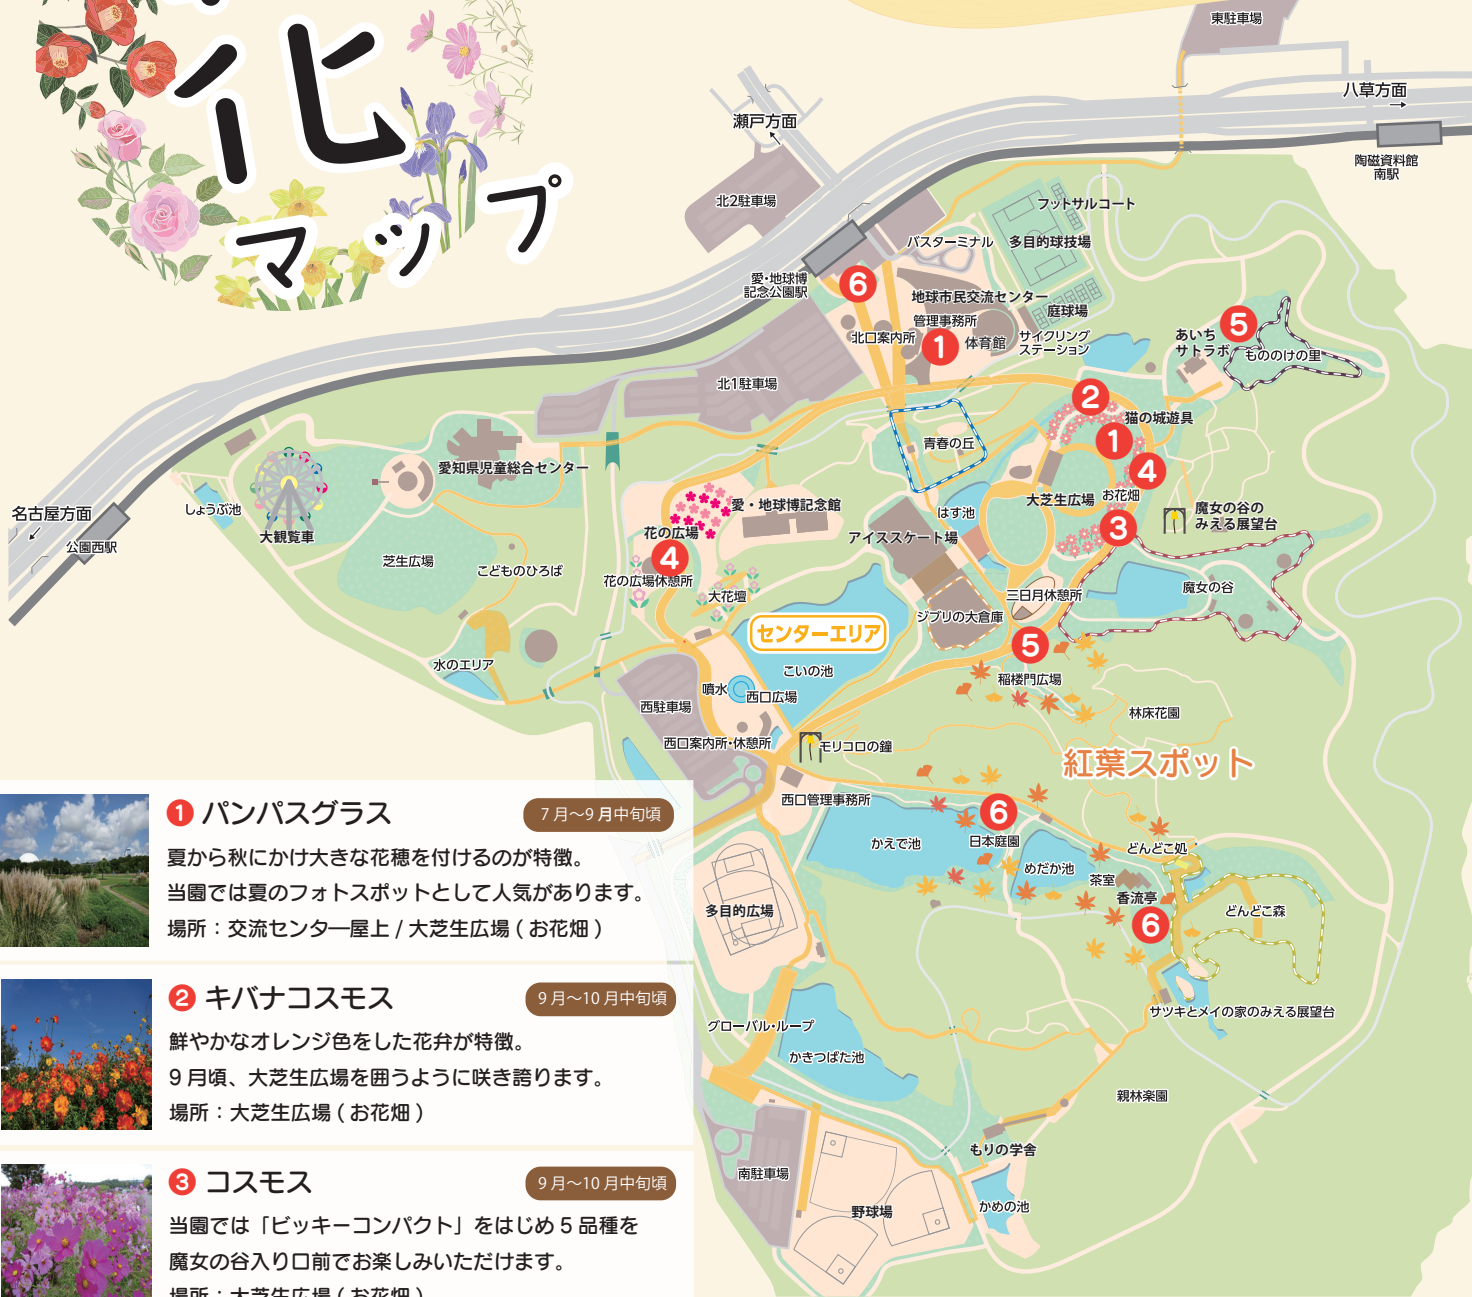 花
マップ
東駐車場
八草方面
瀬戸方面
陶磁資料館
南駅
北2駐車場
フットサルコート
バスターミナル
多目的球技場
愛・地球博
記念公園駅
6
地球市民交流センター
庭球場
管理事務所
北口案内所
1
体育館
サイクリング
ステーション
あいち
サトラボ
5
もののけの里
北1駐車場
2
猫の城遊具
青春の丘
1
愛知県児童総合センター
4
大芝生広場
お花畑
名古屋方面
公園西駅
しょうぶ池
大観覧車
愛・地球博記念館
はす池
魔女の谷の
みえる展望台
花の広場
アイススケート場
3
芝生広場
こどものひろば
4
花の広場休憩所
大花壇
三日月休憩所
魔女の谷
ジブリの大倉庫
センターエリア
5
水のエリア
こいの池
稲楼門広場
噴水
西口広場
西駐車場
林床花園
西口案内所・休憩所
モリコロの鐘
紅葉スポット
西口管理事務所
6
かえで池
日本庭園
どんどこ処
めだか池
茶室
香流亭
多目的広場
6
どんどこ森
サツキとメイの家のみえる展望台
グローバル・ループ
かきつばた池
親林楽園
もりの学舎
南駐車場
かめの池
野球場
1 パンパスグラス
7月〜9月中旬頃
夏から秋にかけ大きな花穂を付けるのが特徴。
当園では夏のフォトスポットとして人気があります。
場所：交流センター屋上 / 大芝生広場 ( お花畑 )
2 キバナコスモス
9月〜10月中旬頃
鮮やかなオレンジ色をした花弁が特徴。
9月頃、大芝生広場を囲うように咲き誇ります。
場所：大芝生広場 ( お花畑 )
3 コスモス
9月〜10月中旬頃
当園では「ビッキーコンパクト」をはじめ5品種を
魔女の谷入り口前でお楽しみいただけます。
場所：大芝生広場 ( お花畑 )